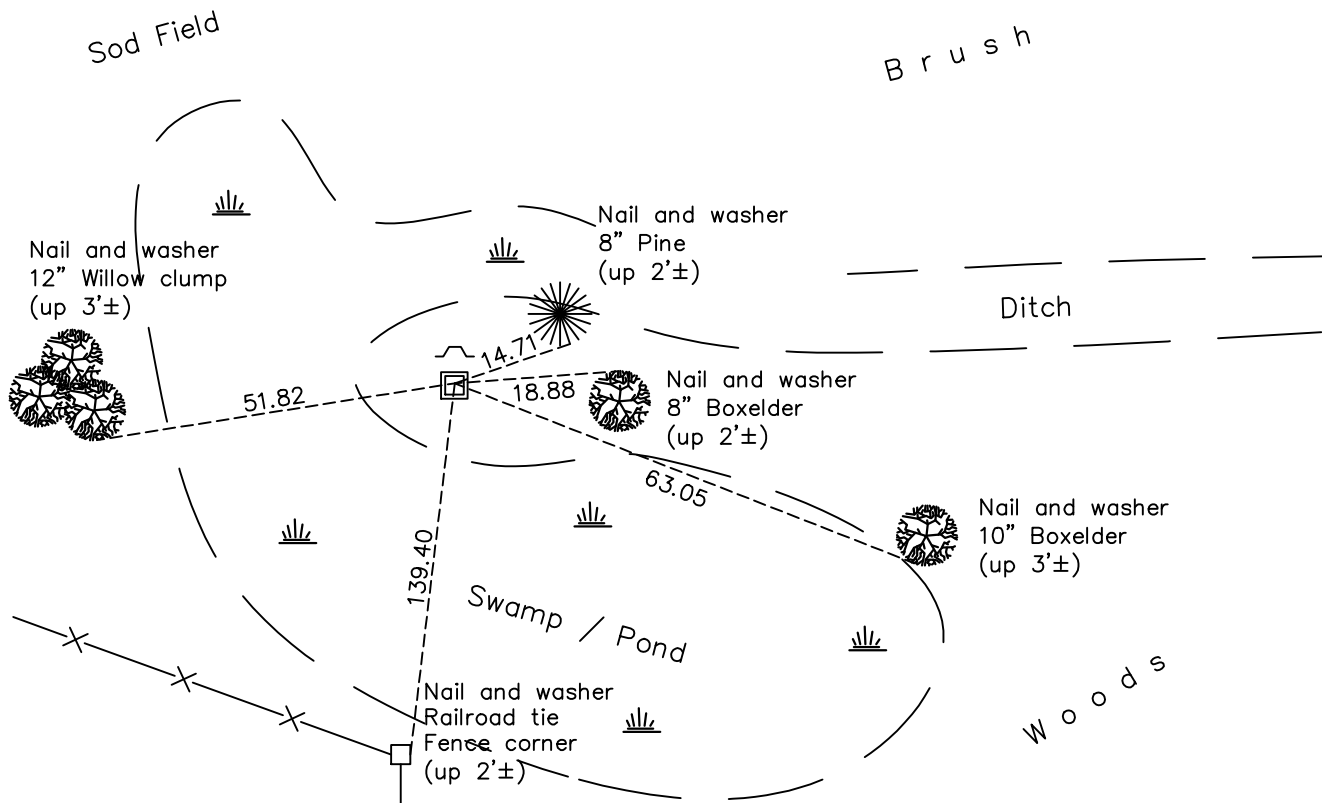 Sod Field
Brush
Nail and washer
8" Pine
(up 2'±)
Nail and washer
12" Willow clump
(up 3'±)
Ditch
14.71
51.82
18.88
Nail and washer
8" Boxelder
(up 2'±)
63.05
Nail and washer
10" Boxelder
(up 3'±)
139.40
Swamp / Pond
Woods
Nail and washer
Railroad tie
Fence corner
(up 2'±)